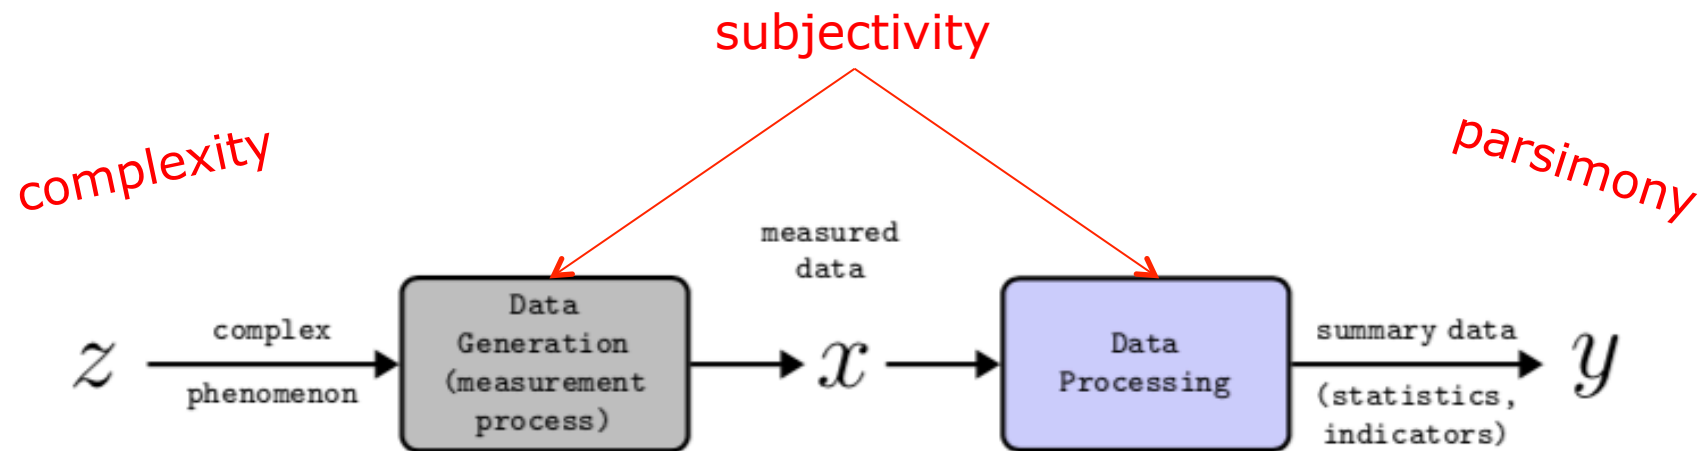 subjectivity
complexity
parsimony
measured
data
z
complex
phenomenon
Data
Generation
(measurement
process)
x
Data
Processing
summary data
(statistics,
indicators)
y